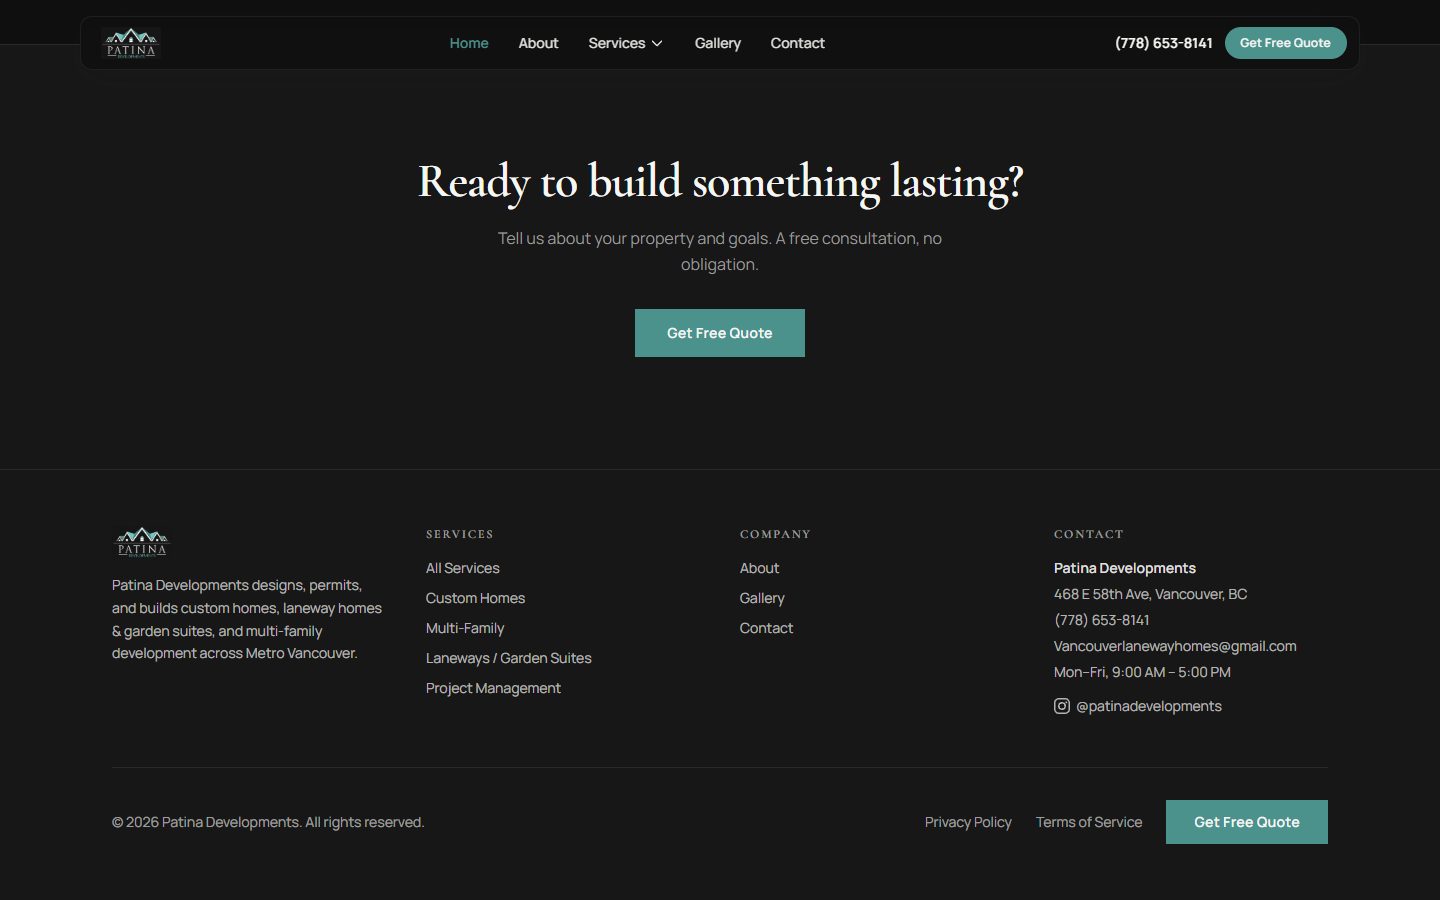 PATINA
Home
About
Services
Gallery
Contact
(778) 653-8141
Get Free Quote
Ready to build something lasting?
Tell us about your property and goals. A free consultation, no
obligation.
Get Free Quote
PATINA
Patina Developments designs, permits,
and builds custom homes, laneway homes
& garden suites, and multi-family
development across Metro Vancouver.
SERVICES
All Services
Custom Homes
Multi-Family
Laneways / Garden Suites
Project Management
COMPANY
About
Gallery
Contact
CONTACT
Patina Developments
468 E 58th Ave, Vancouver, BC
(778) 653-8141
Vancouverlanewayhomes@gmail.com
Mon–Fri, 9:00 AM – 5:00 PM
@patinadevelopments
© 2026 Patina Developments. All rights reserved.
Privacy Policy
Terms of Service
Get Free Quote